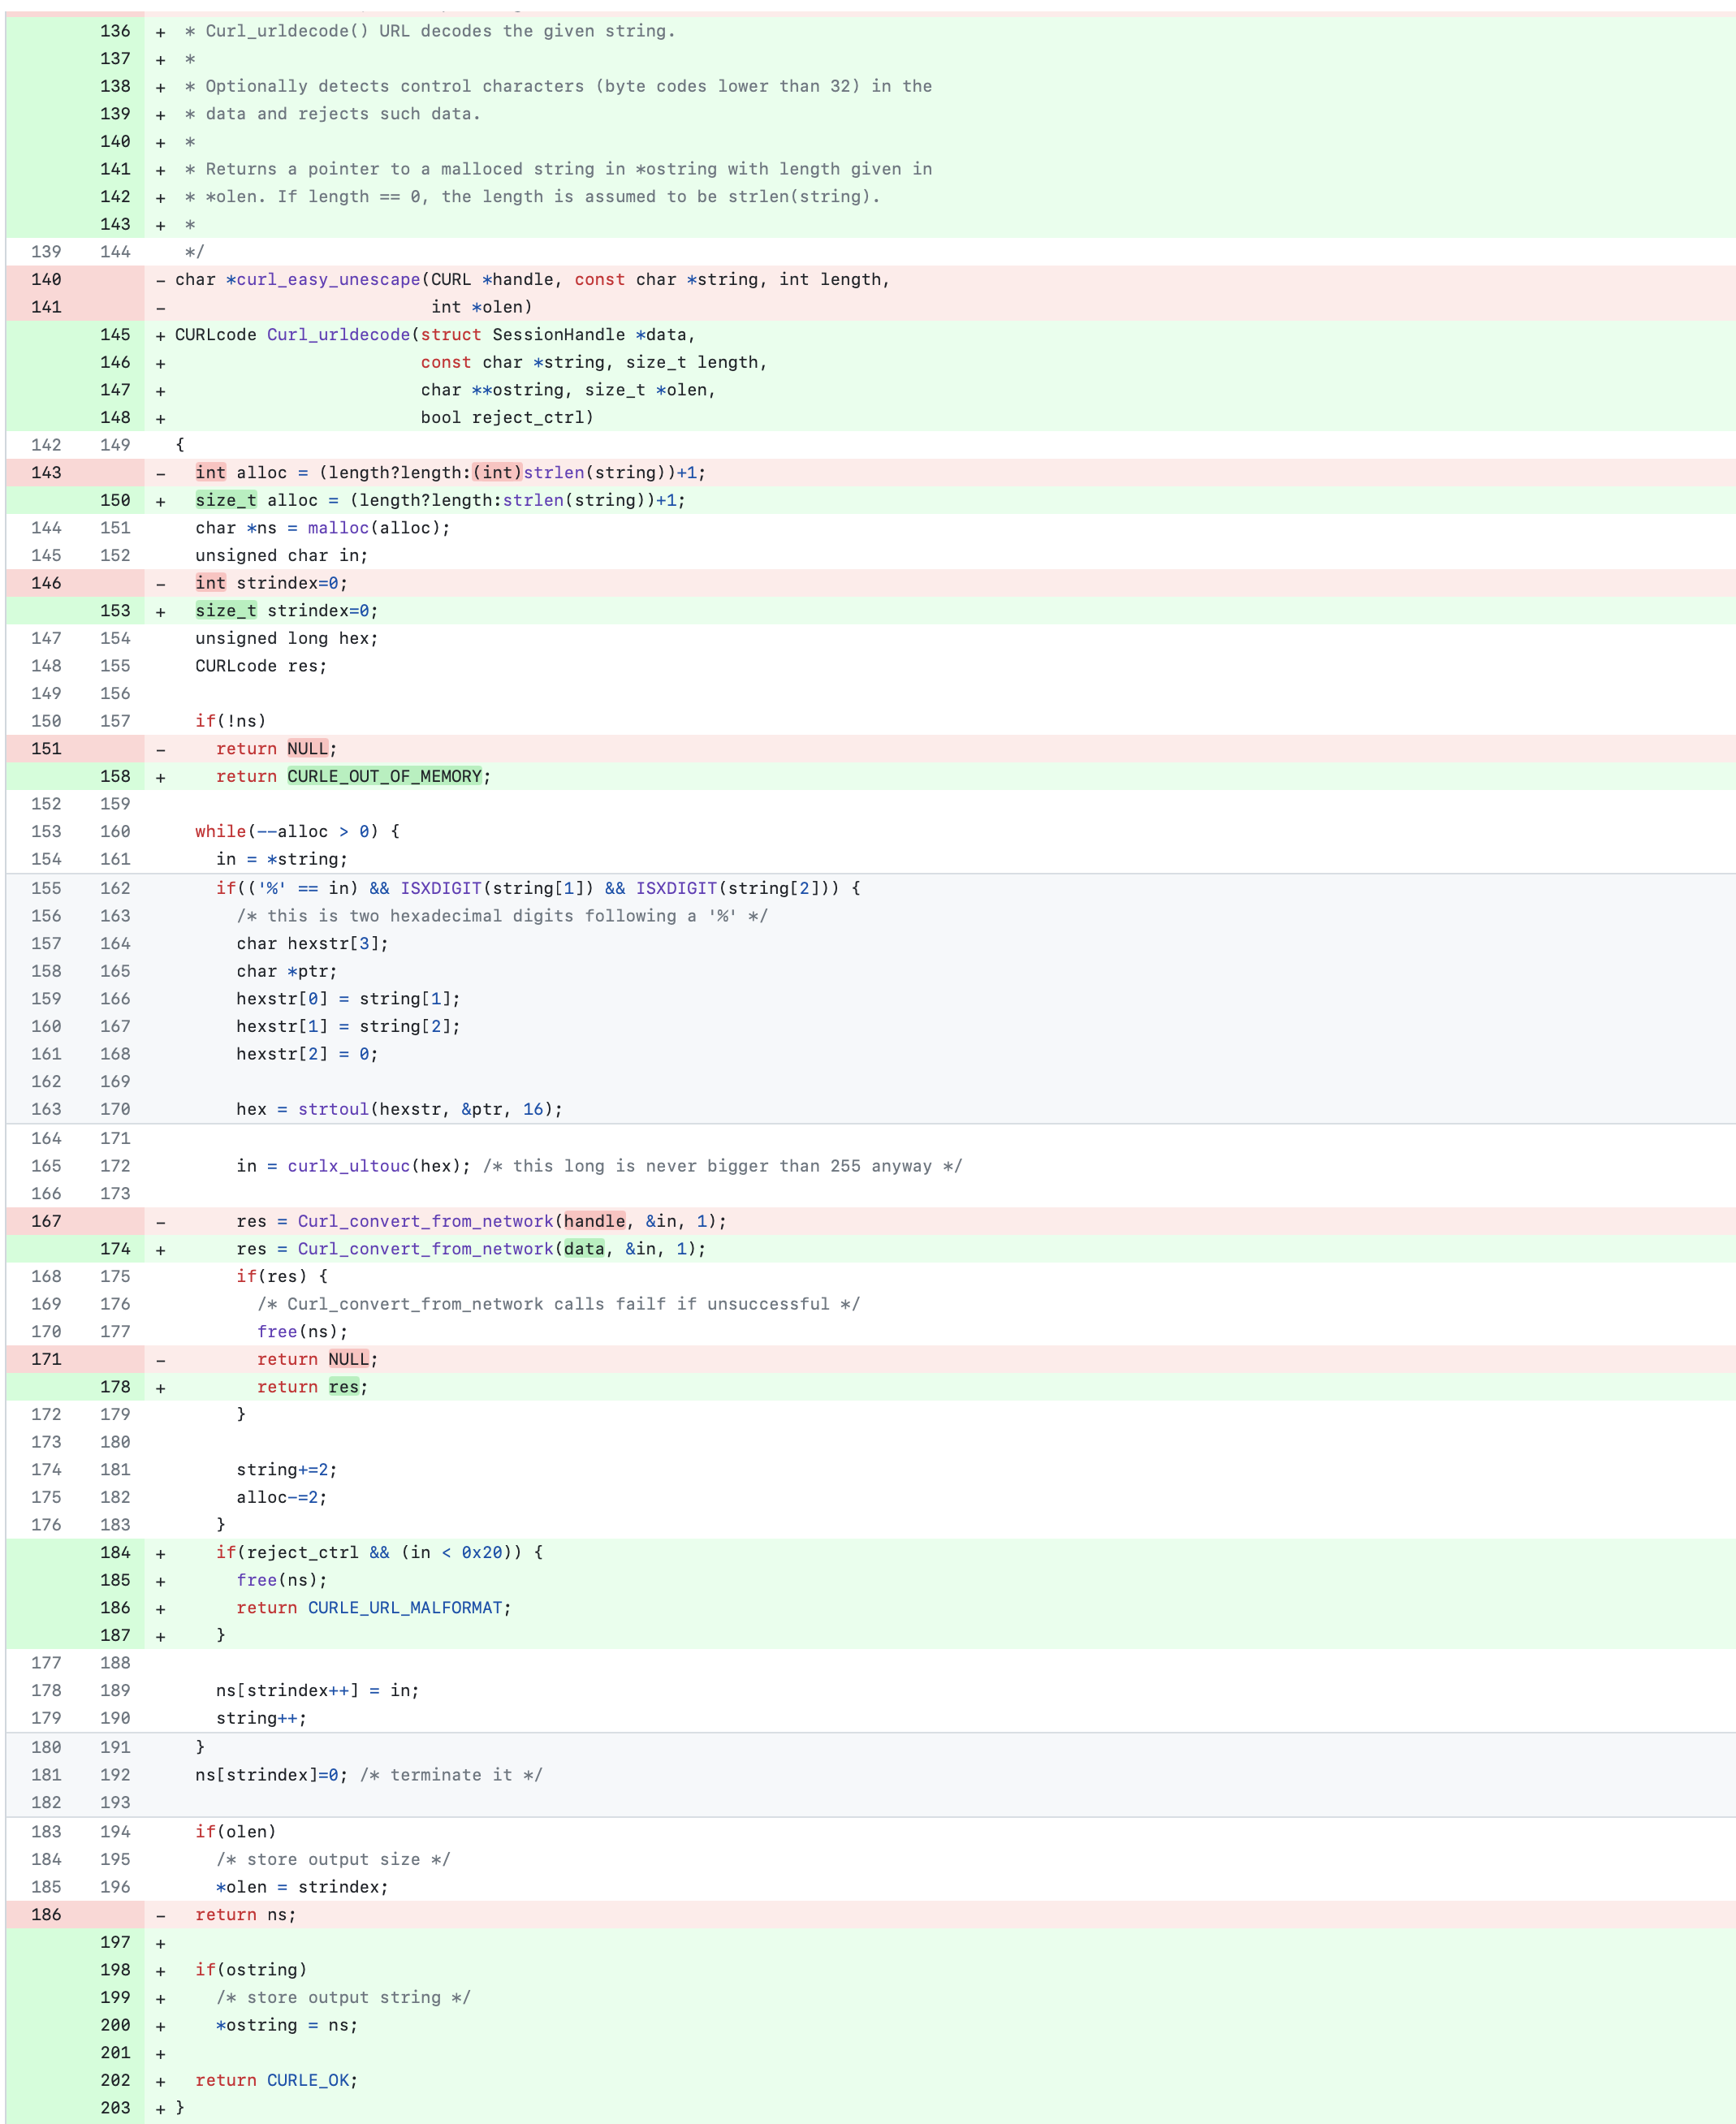 136 + * Curl_urldecode() URL decodes the given string.
137 + *
138 + * Optionally detects control characters (byte codes lower than 32) in the
139 + * data and rejects such data.
140 + *
141 + * Returns a pointer to a malloced string in *ostring with length given in
142 + * *olen. If length == 0, the length is assumed to be strlen(string).
143 + *
139 144 */
140 - char *curl_easy_unescape(CURL *handle, const char *string, int length,
141 - int *olen)
145 + CURLcode Curl_urldecode(struct SessionHandle *data,
146 + const char *string, size_t length,
147 + char **ostring, size_t *olen,
148 + bool reject_ctrl)
142 149 {
143 - int alloc = (length?length:(int)strlen(string))+1;
150 + size_t alloc = (length?length:strlen(string))+1;
144 151 char *ns = malloc(alloc);
145 152 unsigned char in;
146 - int strindex=0;
153 + size_t strindex=0;
147 154 unsigned long hex;
148 155 CURLcode res;
149 156
150 157 if(!ns)
151 - return NULL;
158 + return CURLE_OUT_OF_MEMORY;
152 159
153 160 while(--alloc > 0) {
154 161 in = *string;
155 162 if(('%' == in) && ISXDIGIT(string[1]) && ISXDIGIT(string[2])) {
156 163 /* this is two hexadecimal digits following a '%' */
157 164 char hexstr[3];
158 165 char *ptr;
159 166 hexstr[0] = string[1];
160 167 hexstr[1] = string[2];
161 168 hexstr[2] = 0;
162 169
163 170 hex = strtoul(hexstr, &ptr, 16);
164 171
165 172 in = curlx_ultouc(hex); /* this long is never bigger than 255 anyway */
166 173
167 - res = Curl_convert_from_network(handle, &in, 1);
174 + res = Curl_convert_from_network(data, &in, 1);
168 175 if(res) {
169 176 /* Curl_convert_from_network calls failf if unsuccessful */
170 177 free(ns);
171 - return NULL;
178 + return res;
172 179 }
173 180
174 181 string+=2;
175 182 alloc-=2;
176 183 }
184 + if(reject_ctrl && (in < 0x20)) {
185 + free(ns);
186 + return CURLE_URL_MALFORMAT;
187 + }
177 188
178 189 ns[strindex++] = in;
179 190 string++;
180 191 }
181 192 ns[strindex]=0; /* terminate it */
182 193
183 194 if(olen)
184 195 /* store output size */
185 196 *olen = strindex;
186 - return ns;
197 +
198 + if(ostring)
199 + /* store output string */
200 + *ostring = ns;
201 +
202 + return CURLE_OK;
203 + }